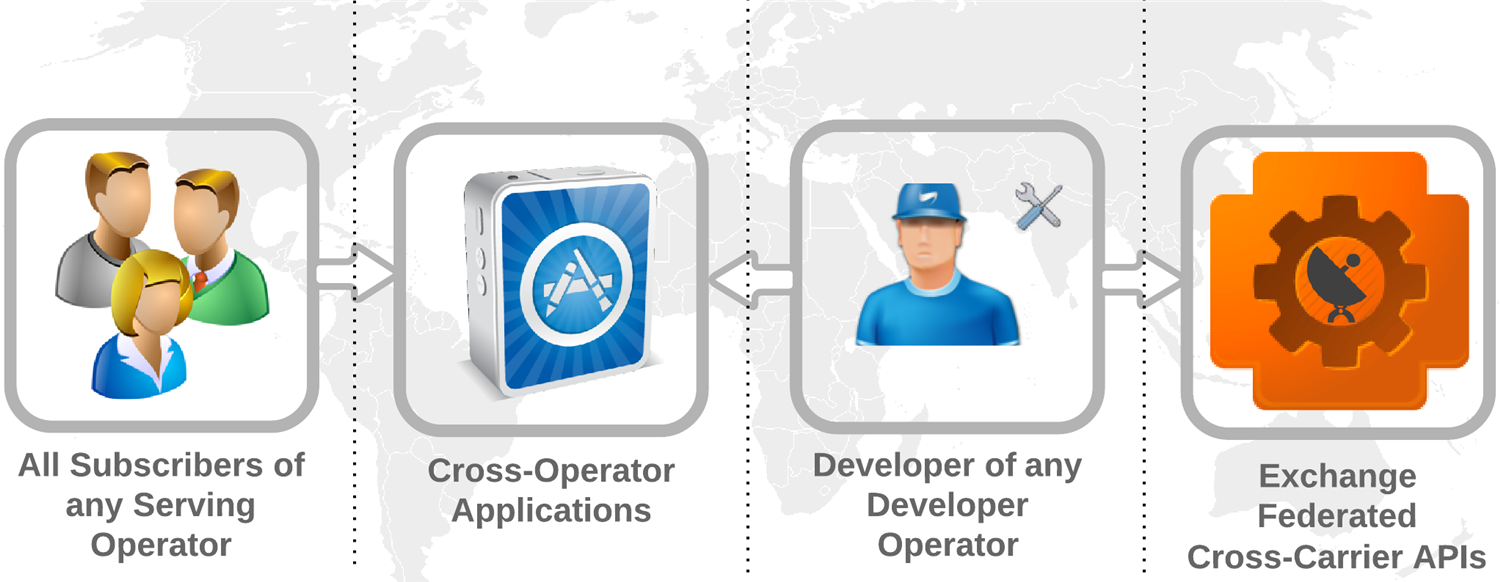 All Subscribers of
any Serving
Operator
Cross-Operator
Applications
Developer of any
Developer
Operator
Exchange
Federated
Cross-Carrier APIs